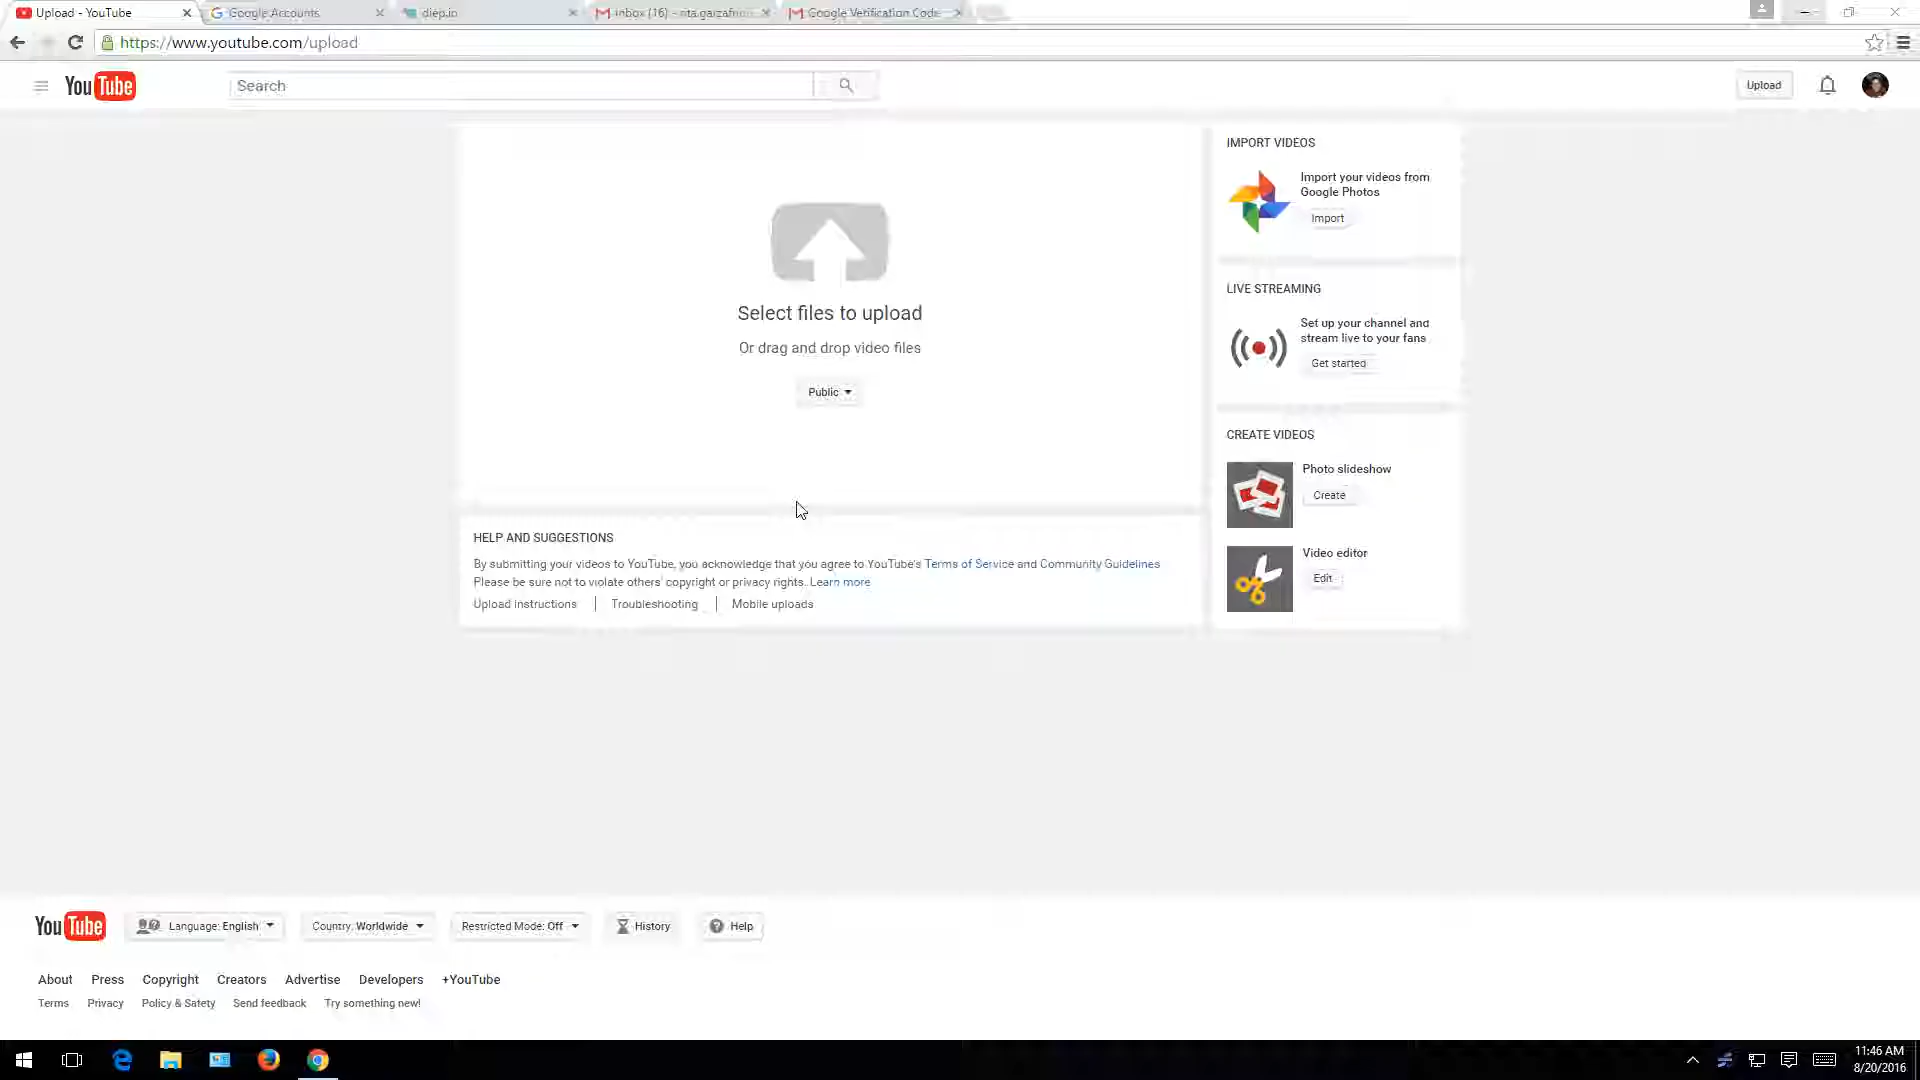 Upload - YouTube
Google Accounts
diep.io
Inbox (16) -
Google Verification Code
https://www.youtube.com/upload
YouTube
Search
Upload
Select files to upload
Or drag and drop video files
Public
IMPORT VIDEOS
Import your videos from
Google Photos
Import
LIVE STREAMING
Set up your channel and
stream live to your fans
Get started
CREATE VIDEOS
Photo slideshow
Create
Video editor
Edit
HELP AND SUGGESTIONS
By submitting your videos to YouTube, you acknowledge that you agree to YouTube's Terms of Service and Community Guidelines
Please be sure not to violate others' copyright or privacy rights. Learn more
Upload instructions
Troubleshooting
Mobile uploads
YouTube
Language: English
Country: Worldwide
Restricted Mode: Off
History
Help
About Press Copyright Creators Advertise Developers +YouTube
Terms Privacy Policy & Safety Send feedback Try something new!
11:46 AM
8/20/2016